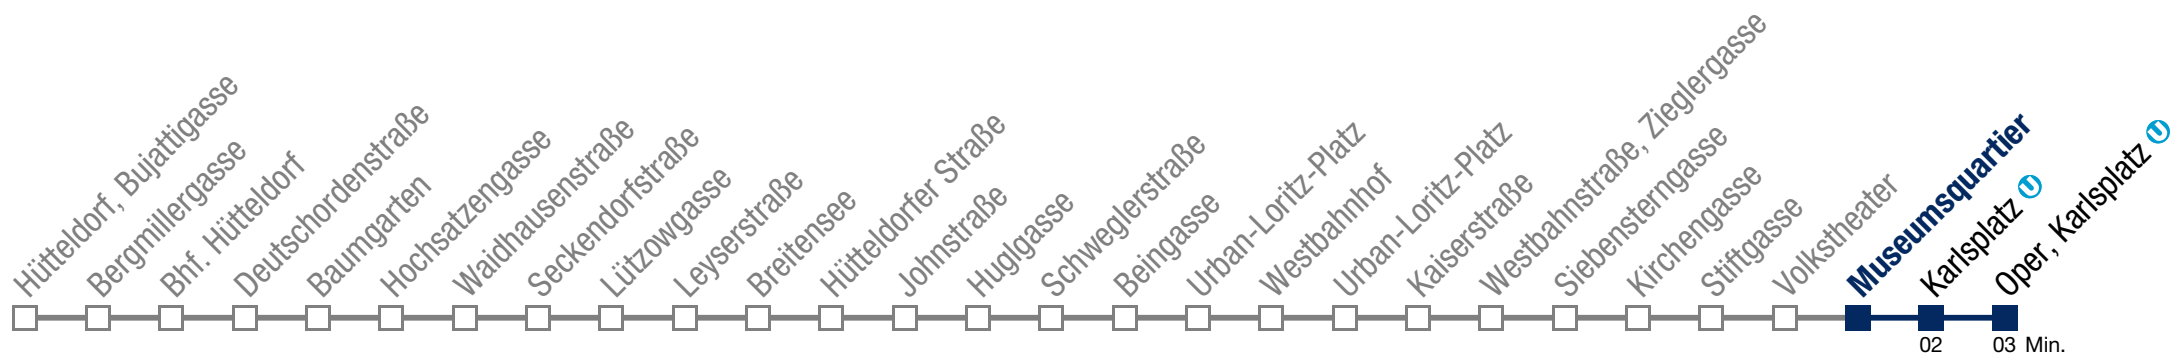 Hütteldorf, Bujattigasse
Bergmillergasse
Bhf. Hütteldorf
Deutschordenstraße
Baumgarten
Hochsatzengasse
Waidhausenstraße
Seckendorfstraße
Lützowgasse
Leyserstraße
Breitensee
Hütteldorfer Straße
Johnstraße
Huglgasse
Schweglerstraße
Beingasse
Urban-Loritz-Platz
Westbahnhof
Urban-Loritz-Platz
Kaiserstraße
Westbahnstraße, Zieglergasse
Siebensterngasse
Kirchengasse
Stiftgasse
Volkstheater
Museumsquartier
Karlsplatz U
Oper, Karlsplatz U
02 03 Min.